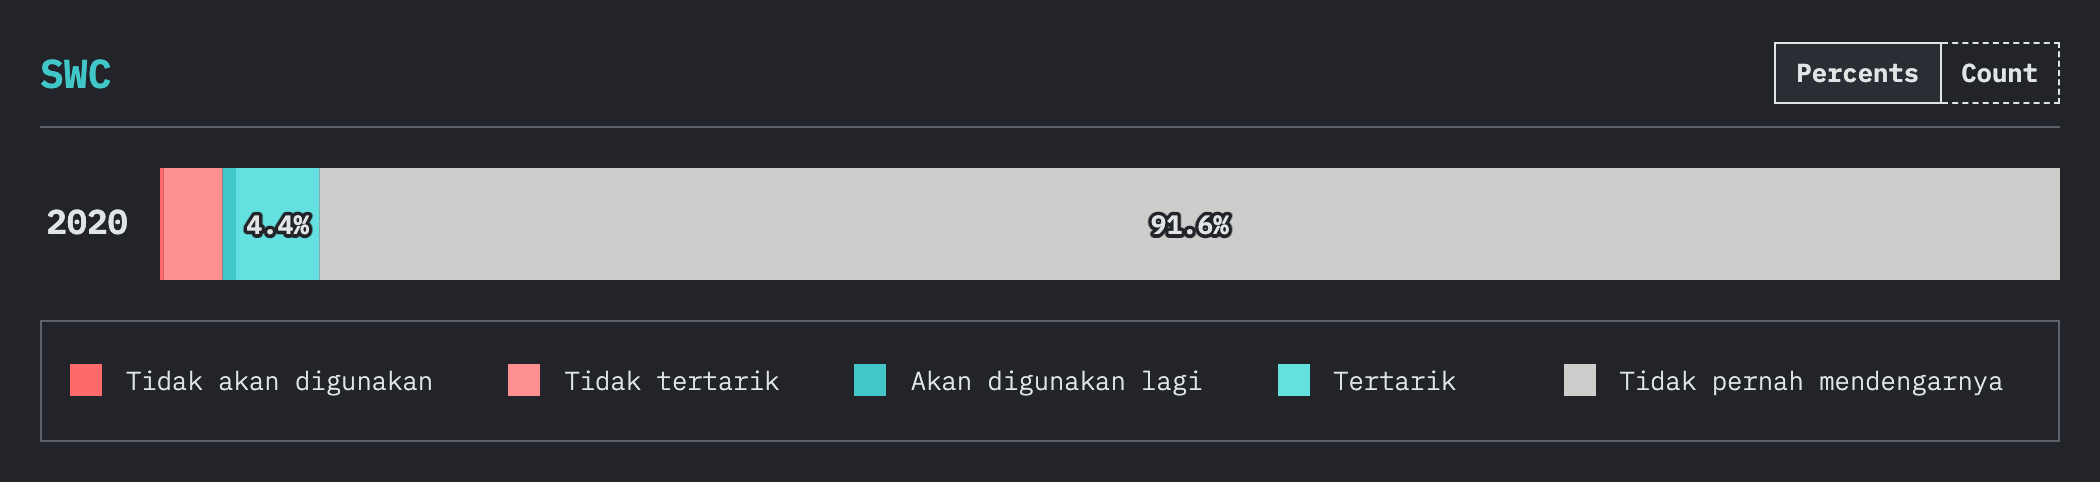 SWC
Percents Count
2020 4.4% 91.6%
Tidak akan digunakan Tidak tertarik Akan digunakan lagi Tertarik Tidak pernah mendengarnya